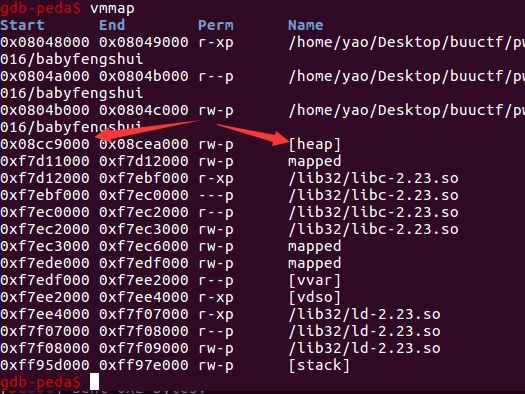 gdb-peda$ vmmap
Start End Perm Name
0x08048000 0x08049000 r-xp /home/yao/Desktop/buuctf/pw
016/babyfengshui
0x0804a000 0x0804b000 r--p /home/yao/Desktop/buuctf/pw
016/babyfengshui
0x0804b000 0x0804c000 rw-p /home/yao/Desktop/buuctf/pw
016/babyfengshui
0x08cc9000 0x08cea000 rw-p [heap]
0xf7d11000 0xf7d12000 rw-p mapped
0xf7d12000 0xf7ebf000 r-xp /lib32/libc-2.23.so
0xf7ebf000 0xf7ec0000 ---p /lib32/libc-2.23.so
0xf7ec0000 0xf7ec2000 r--p /lib32/libc-2.23.so
0xf7ec2000 0xf7ec3000 rw-p /lib32/libc-2.23.so
0xf7ec3000 0xf7ec6000 rw-p mapped
0xf7ede000 0xf7edf000 rw-p mapped
0xf7edf000 0xf7ee2000 r--p [vvar]
0xf7ee2000 0xf7ee4000 r-xp [vdso]
0xf7ee4000 0xf7f07000 r-xp /lib32/ld-2.23.so
0xf7f07000 0xf7f08000 r--p /lib32/ld-2.23.so
0xf7f08000 0xf7f09000 rw-p /lib32/ld-2.23.so
0xff95d000 0xff97e000 rw-p [stack]
gdb-peda$